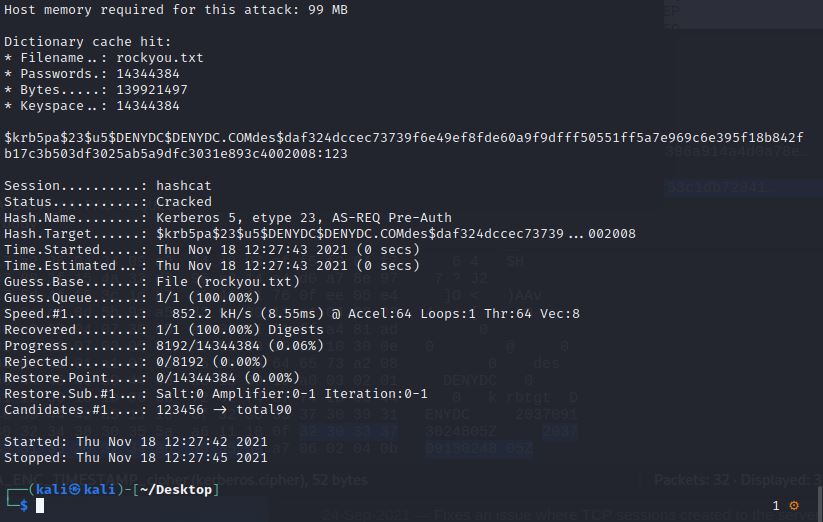 Host memory required for this attack: 99 MB
Dictionary cache hit:
* Filename..: rockyou.txt
* Passwords.: 14344384
* Bytes.....: 139921497
* Keyspace..: 14344384
$krb5pa$23$u5$DENYDC$DENYDC.COMdes$daf324dccec73739f6e49ef8fde60a9f9dfff50551ff5a7e969c6e395f18b842f
b17c3b503df3025ab5a9dfc3031e893c4002008:123
Session..........: hashcat
Status...........: Cracked
Hash.Name........: Kerberos 5, etype 23, AS-REQ Pre-Auth
Hash.Target......: $krb5pa$23$u5$DENYDC$DENYDC.COMdes$daf324dccec73739...002008
Time.Started.....: Thu Nov 18 12:27:43 2021 (0 secs)
Time.Estimated...: Thu Nov 18 12:27:43 2021 (0 secs)
Guess.Base.......: File (rockyou.txt)
Guess.Queue......: 1/1 (100.00%)
Speed.#1.........:   852.2 kH/s (8.55ms) @ Accel:64 Loops:1 Thr:64 Vec:8
Recovered........: 1/1 (100.00%) Digests
Progress.........: 8192/14344384 (0.06%)
Rejected.........: 0/8192 (0.00%)
Restore.Point....: 0/14344384 (0.00%)
Restore.Sub.#1...: Salt:0 Amplifier:0-1 Iteration:0-1
Candidates.#1....: 123456 -> total90
Started: Thu Nov 18 12:27:42 2021
Stopped: Thu Nov 18 12:27:45 2021
(kali㉿kali)-[~/Desktop]
$
1